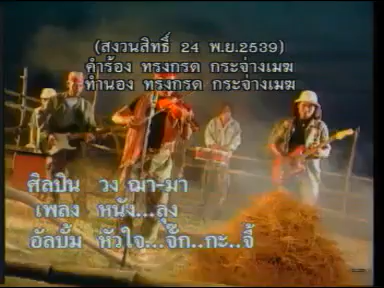 (สงวนสิทธิ์ 24 พ.ย.2539)
คำร้อง ทรงกรด กระจ่างเมฆ
ทำนอง ทรงกรด กระจ่างเมฆ
ศิลปิน วง ฌา-มา
เพลง หนัง...ลุง
อัลบั้ม หัวใจ...จั๊ก..กะ..จี้